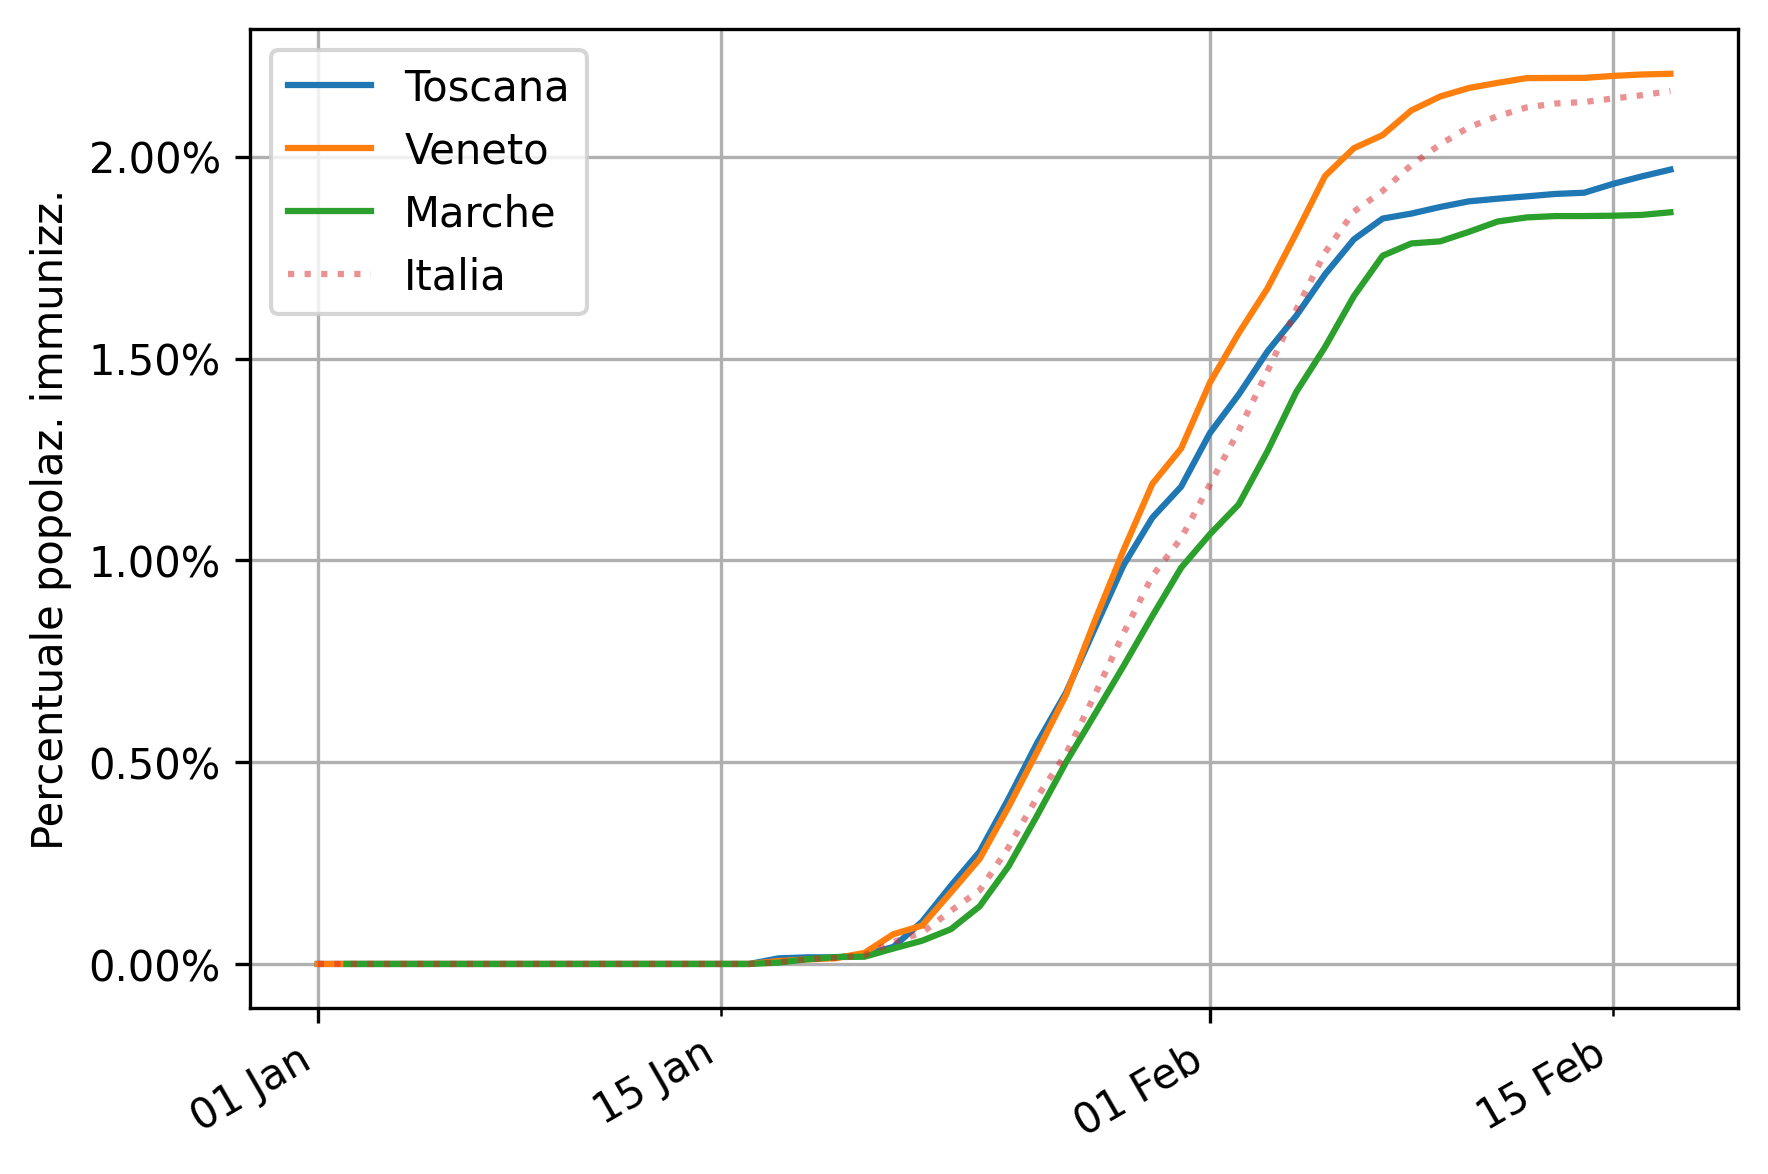 Toscana
Veneto
Marche
Italia
Percentuale popolaz. immunizz.
2.00%
1.50%
1.00%
0.50%
0.00%
01 Jan
15 Jan
01 Feb
15 Feb